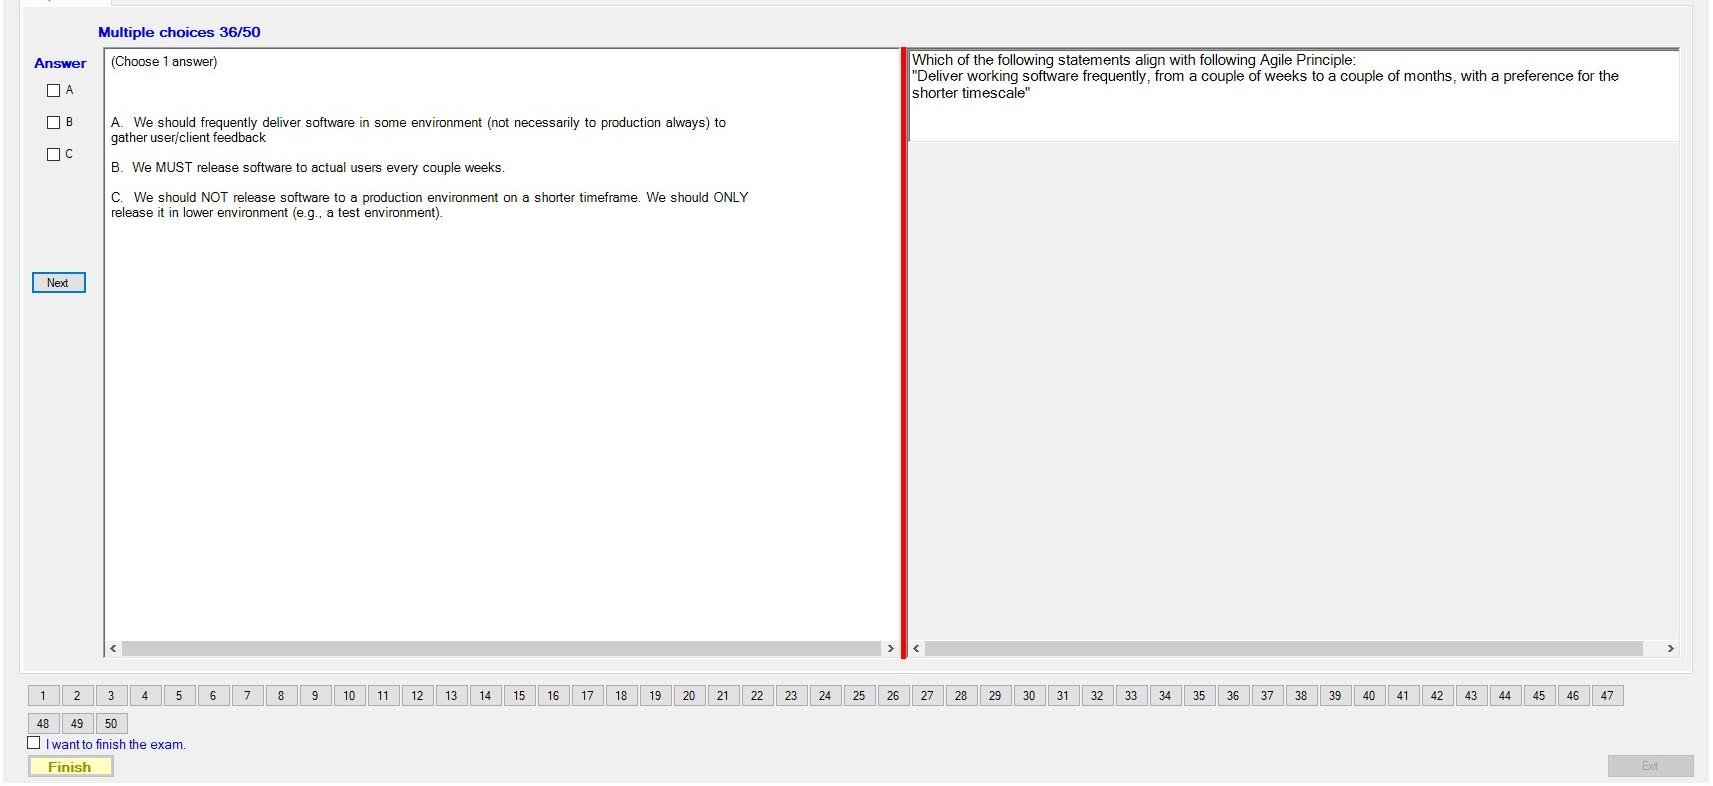 Multiple choices 36/50
Answer
A
B
C
Next
(Choose 1 answer)
A. We should frequently deliver software in some environment (not necessarily to production always) to
gather user/client feedback
B. We MUST release software to actual users every couple weeks.
C. We should NOT release software to a production environment on a shorter timeframe. We should ONLY
release it in lower environment (e.g., a test environment).
Which of the following statements align with following Agile Principle:
"Deliver working software frequently, from a couple of weeks to a couple of months, with a preference for the
shorter timescale"
1 2 3 4 5 6 7 8 9 10 11 12 13 14 15 16 17 18 19 20 21 22 23 24 25 26 27 28 29 30 31 32 33 34 35 36 37 38 39 40 41 42 43 44 45 46 47
48 49 50
I want to finish the exam.
Finish
Exit